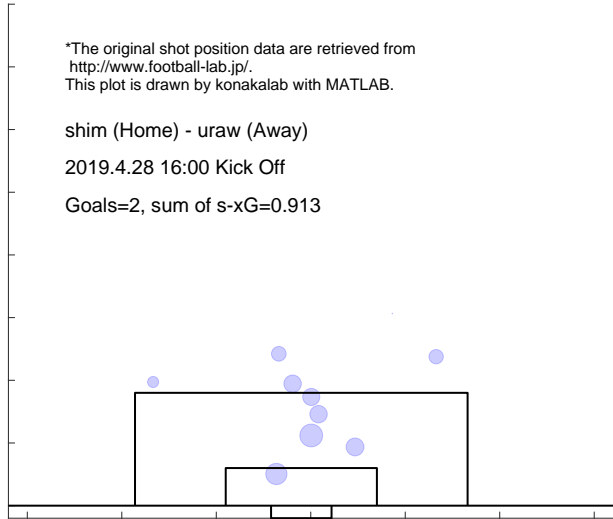 *The original shot position data are retrieved from
http://www.football-lab.jp/.
This plot is drawn by konakalab with MATLAB.
shim (Home) - uraw (Away)
2019.4.28 16:00 Kick Off
Goals=2, sum of s-xG=0.913